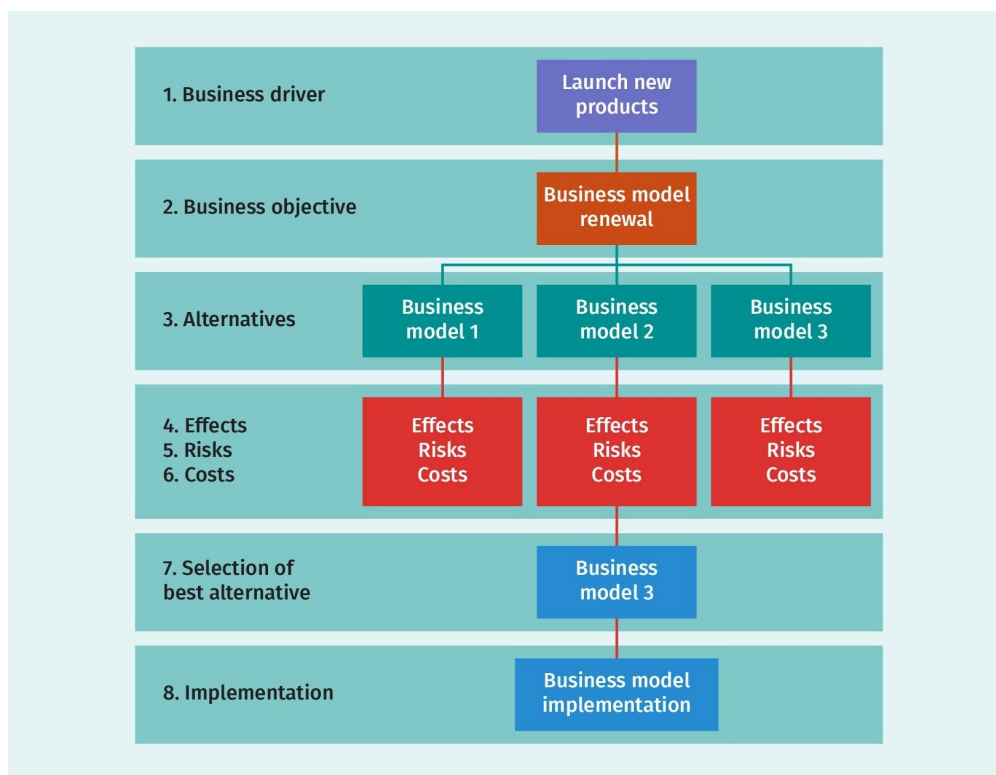 1. Business driver
Launch new
products
2. Business objective
Business model
renewal
3. Alternatives
Business
model 1
Business
model 2
Business
model 3
4. Effects
5. Risks
6. Costs
Effects
Risks
Costs
Effects
Risks
Costs
Effects
Risks
Costs
7. Selection of
best alternative
Business
model 3
8. Implementation
Business model
implementation